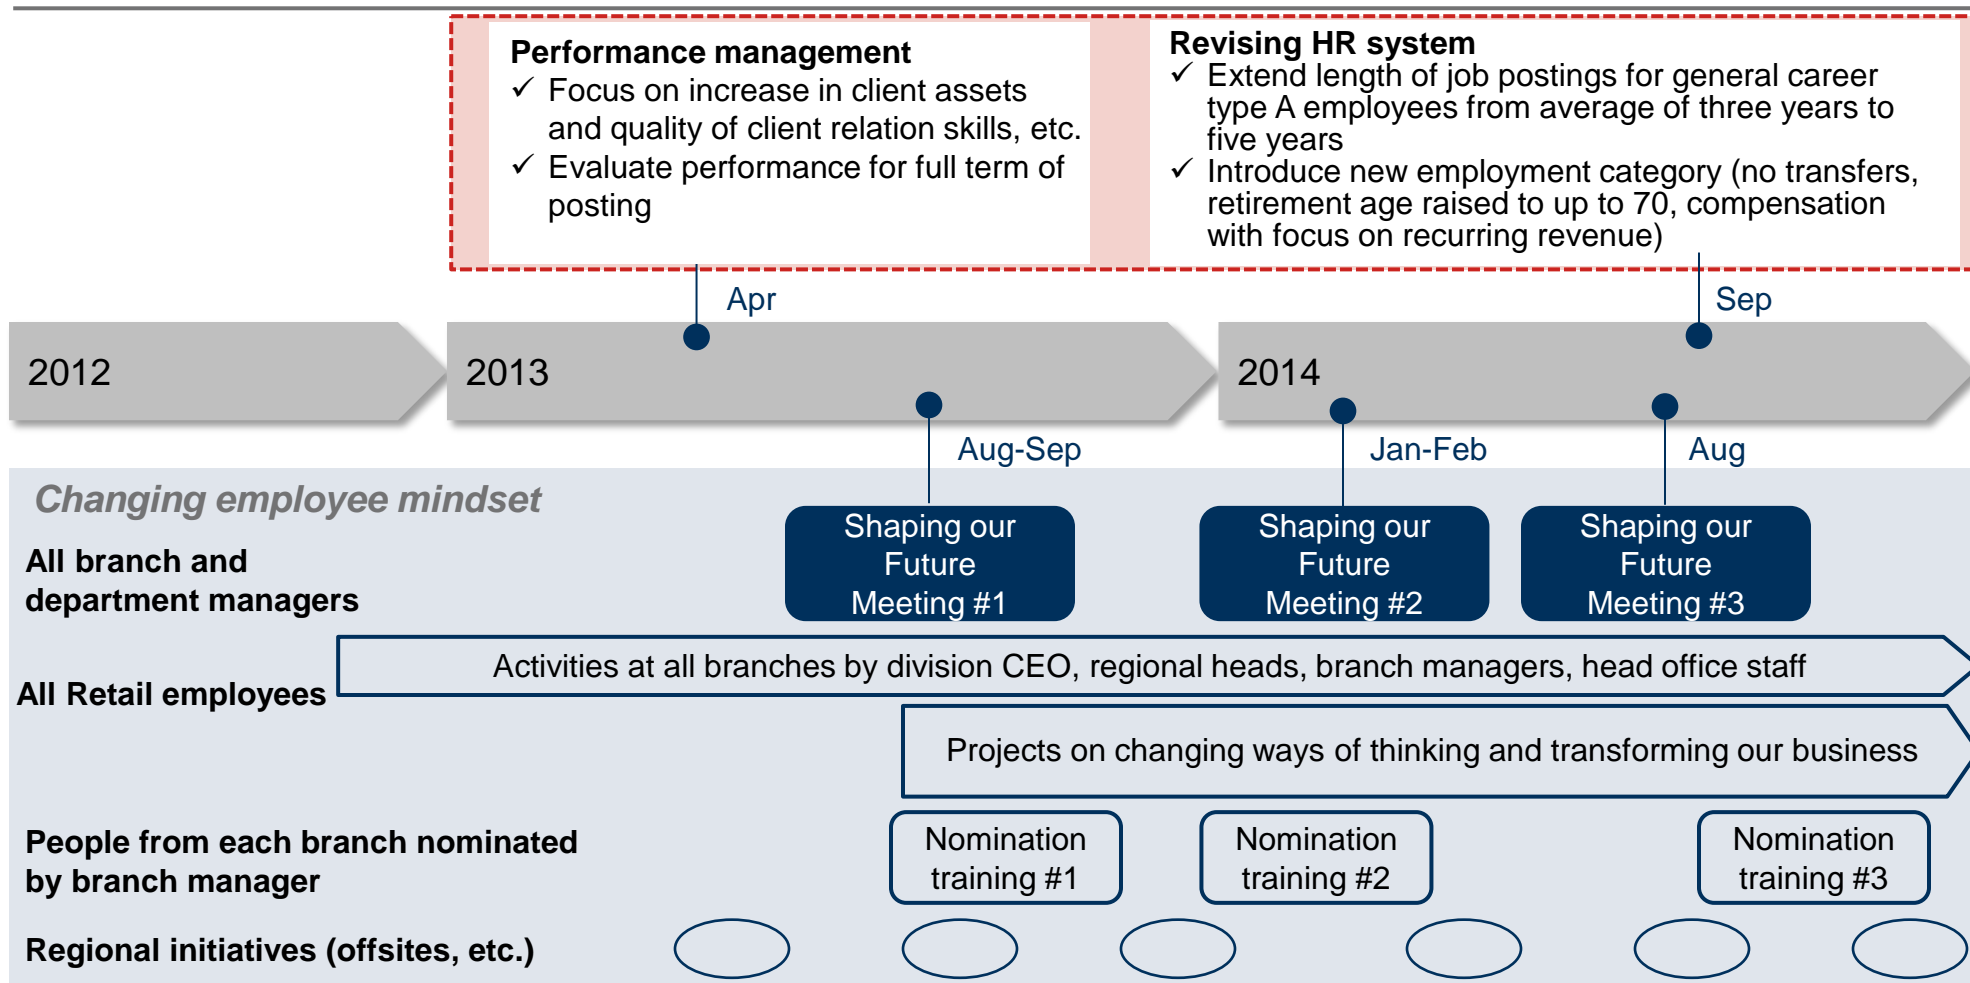 Performance management
✓ Focus on increase in client assets
and quality of client relation skills, etc.
✓ Evaluate performance for full term of
posting
Revising HR system
✓ Extend length of job postings for general career
type A employees from average of three years to
five years
✓ Introduce new employment category (no transfers,
retirement age raised to up to 70, compensation
with focus on recurring revenue)
Apr
Sep
2012
2013
2014
Aug-Sep
Jan-Feb
Aug
Changing employee mindset
All branch and
department managers
Shaping our
Future
Meeting #1
Shaping our
Future
Meeting #2
Shaping our
Future
Meeting #3
All Retail employees
Activities at all branches by division CEO, regional heads, branch managers, head office staff
Projects on changing ways of thinking and transforming our business
People from each branch nominated
by branch manager
Nomination
training #1
Nomination
training #2
Nomination
training #3
Regional initiatives (offsites, etc.)